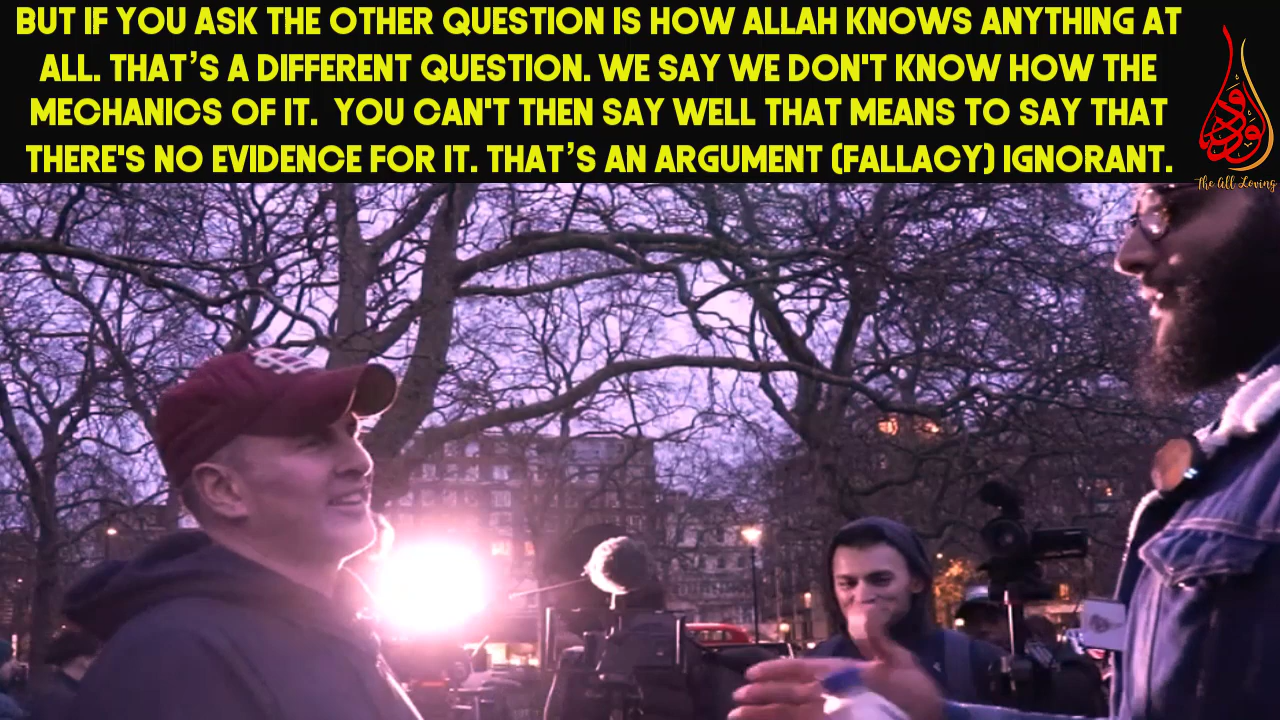 BUT IF YOU ASK THE OTHER QUESTION IS HOW ALLAH KNOWS ANYTHING AT
ALL. THAT’S A DIFFERENT QUESTION. WE SAY WE DON'T KNOW HOW THE
MECHANICS OF IT.  YOU CAN'T THEN SAY WELL THAT MEANS TO SAY THAT
THERE'S NO EVIDENCE FOR IT. THAT’S AN ARGUMENT (FALLACY) IGNORANT.
The All Loving